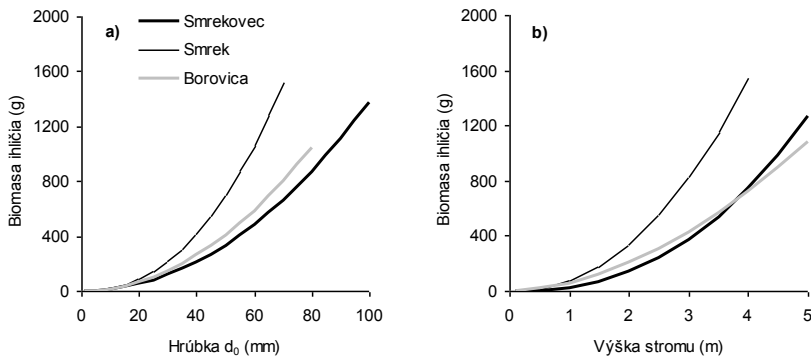 a)
Smrekovec
Smrek
Borovica
2000
1600
1200
800
400
0
Biomasa ihličia (g)
0 20 40 60 80 100
Hrúbka d₀ (mm)
b)
2000
1600
1200
800
400
0
Biomasa ihličia (g)
0 1 2 3 4 5
Výška stromu (m)